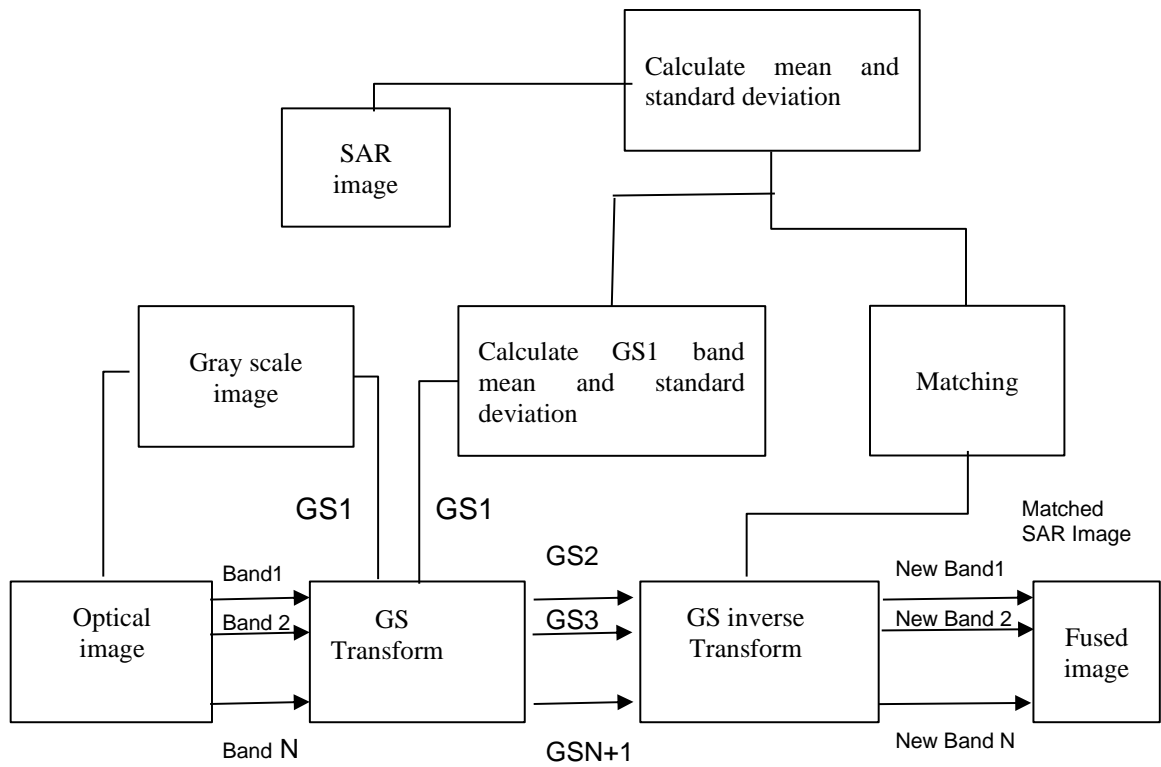 Calculate mean and
standard deviation
SAR
image
Gray scale
image
Calculate GS1 band
mean and standard
deviation
Matching
GS1
GS1
Matched
SAR Image
GS2
Band1
New Band1
Optical
image
Band 2
GS
Transform
GS3
GS inverse
Transform
New Band 2
Fused
image
Band N
GSN+1
New Band N